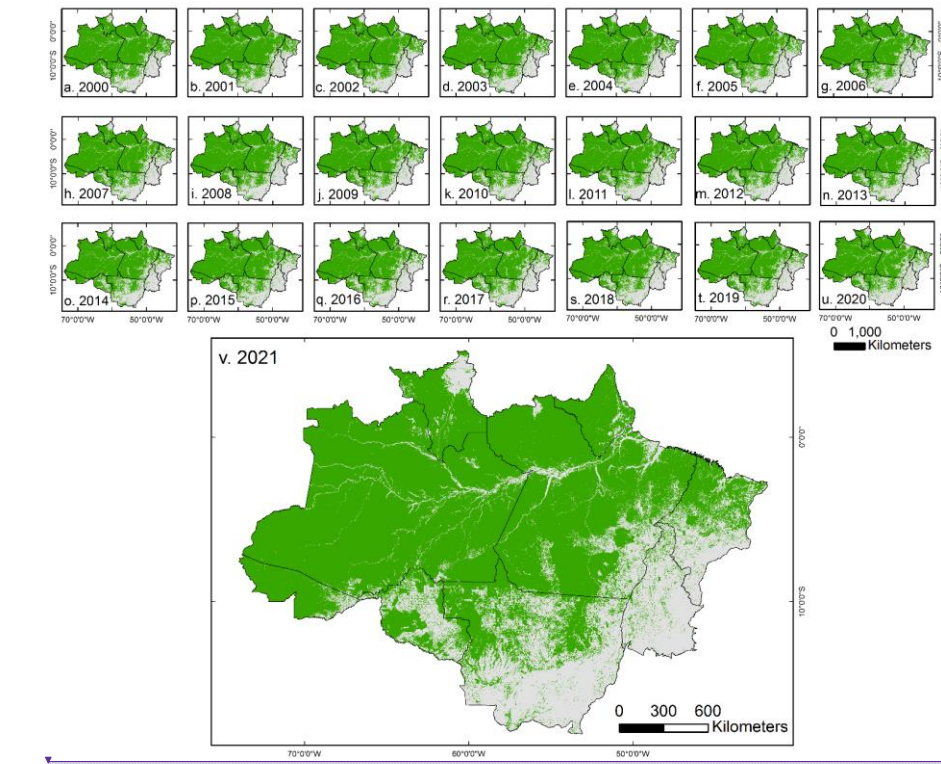 0°0'0"
10°0'0"S
a. 2000
b. 2001
c. 2002
d. 2003
e. 2004
f. 2005
g. 2006
0°0'0"
10°0'0"S
h. 2007
i. 2008
j. 2009
k. 2010
l. 2011
m. 2012
n. 2013
0°0'0"
10°0'0"S
o. 2014
p. 2015
q. 2016
r. 2017
s. 2018
t. 2019
u. 2020
70°0'0"W 50°0'0"W
70°0'0"W 50°0'0"W
70°0'0"W 50°0'0"W
70°0'0"W 50°0'0"W
70°0'0"W 50°0'0"W
70°0'0"W 50°0'0"W
70°0'0"W 50°0'0"W
0 1,000
Kilometers
v. 2021
0°0'0"
10°0'0"S
0 300 600
Kilometers
70°0'0"W 60°0'0"W 50°0'0"W